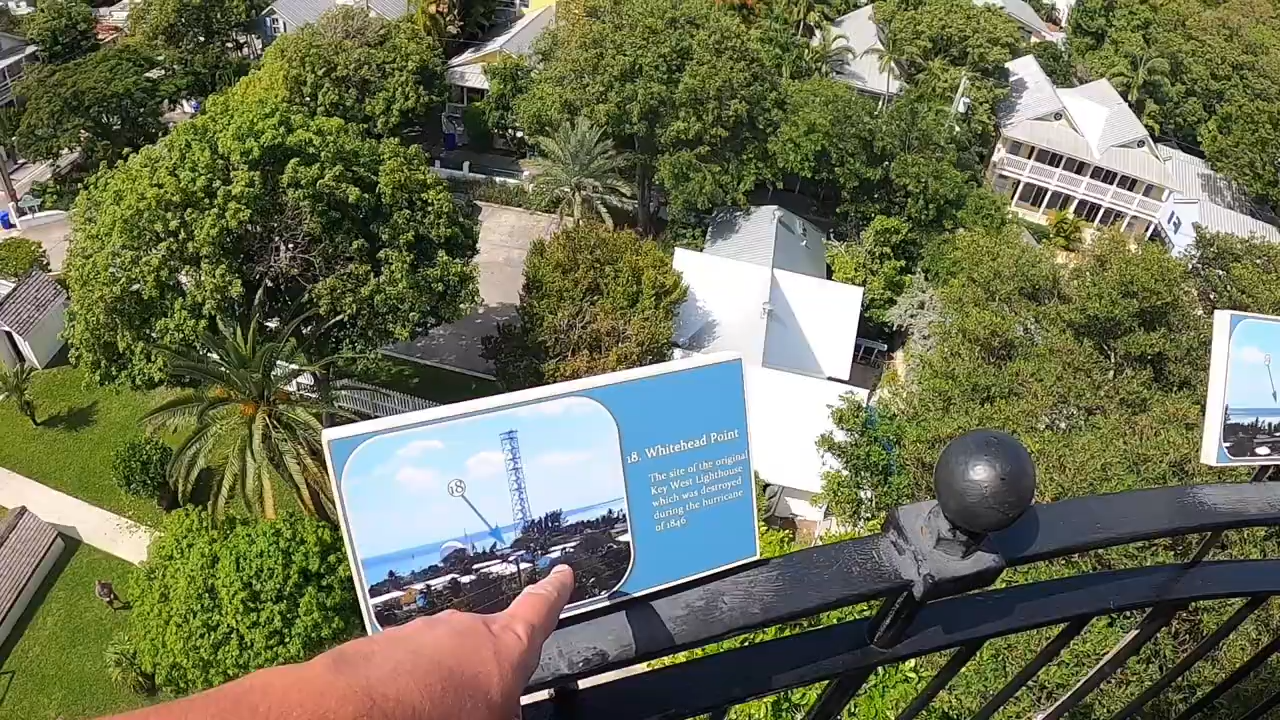 18
18. Whitehead Point
The site of the original
Key West Lighthouse
which was destroyed
during the hurricane
of 1846